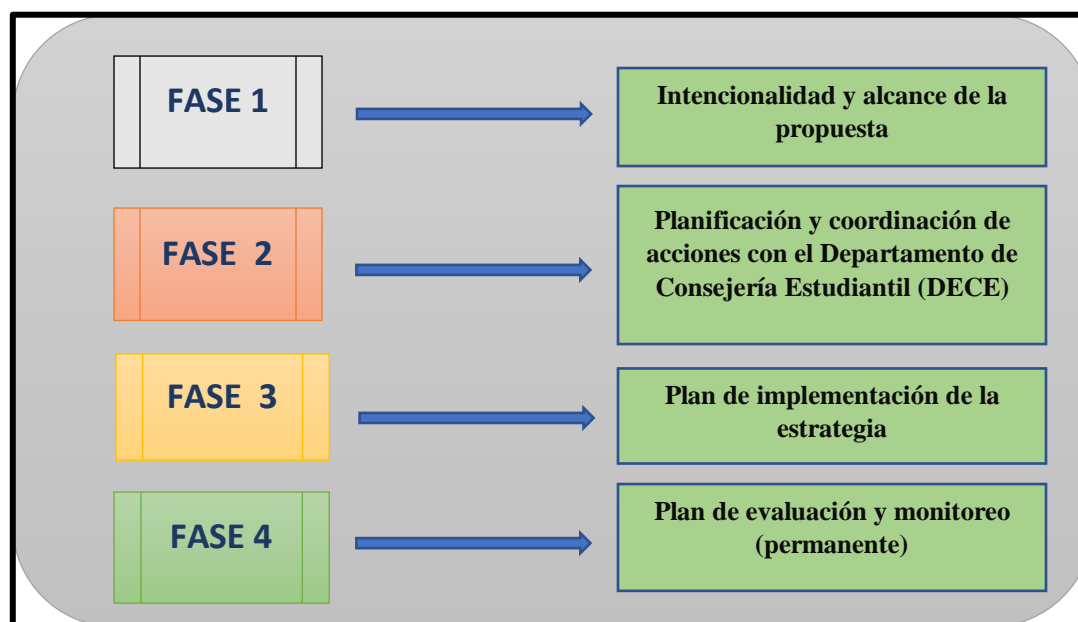 FASE 1
Intencionalidad y alcance de la
propuesta
FASE 2
Planificación y coordinación de
acciones con el Departamento de
Consejería Estudiantil (DECE)
FASE 3
Plan de implementación de la
estrategia
FASE 4
Plan de evaluación y monitoreo
(permanente)